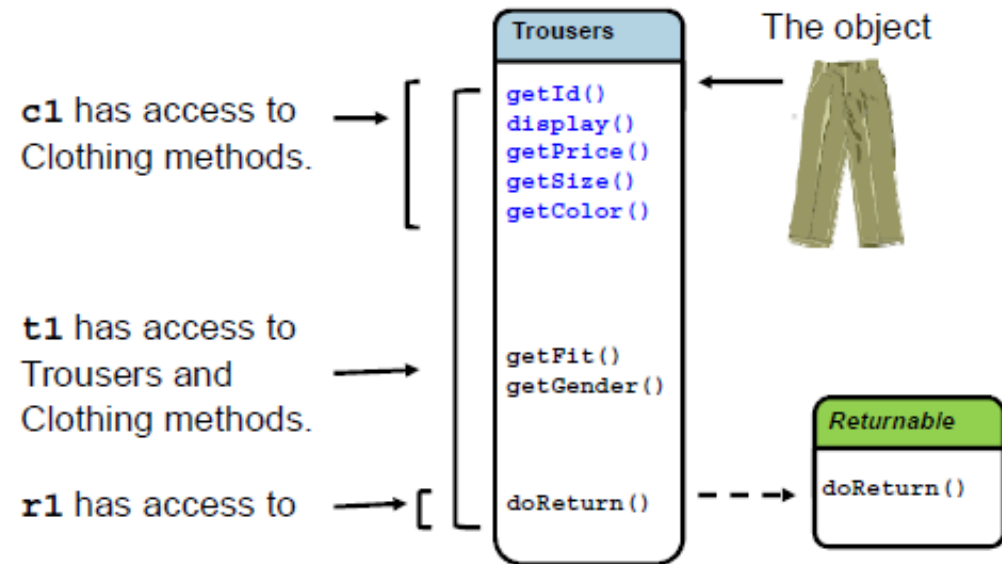 Trousers
The object
c1 has access to
Clothing methods.
getId()
display()
getPrice()
getSize()
getColor()
t1 has access to
Trousers and
Clothing methods.
getFit()
getGender()
Returnable
r1 has access to
doReturn()
doReturn()